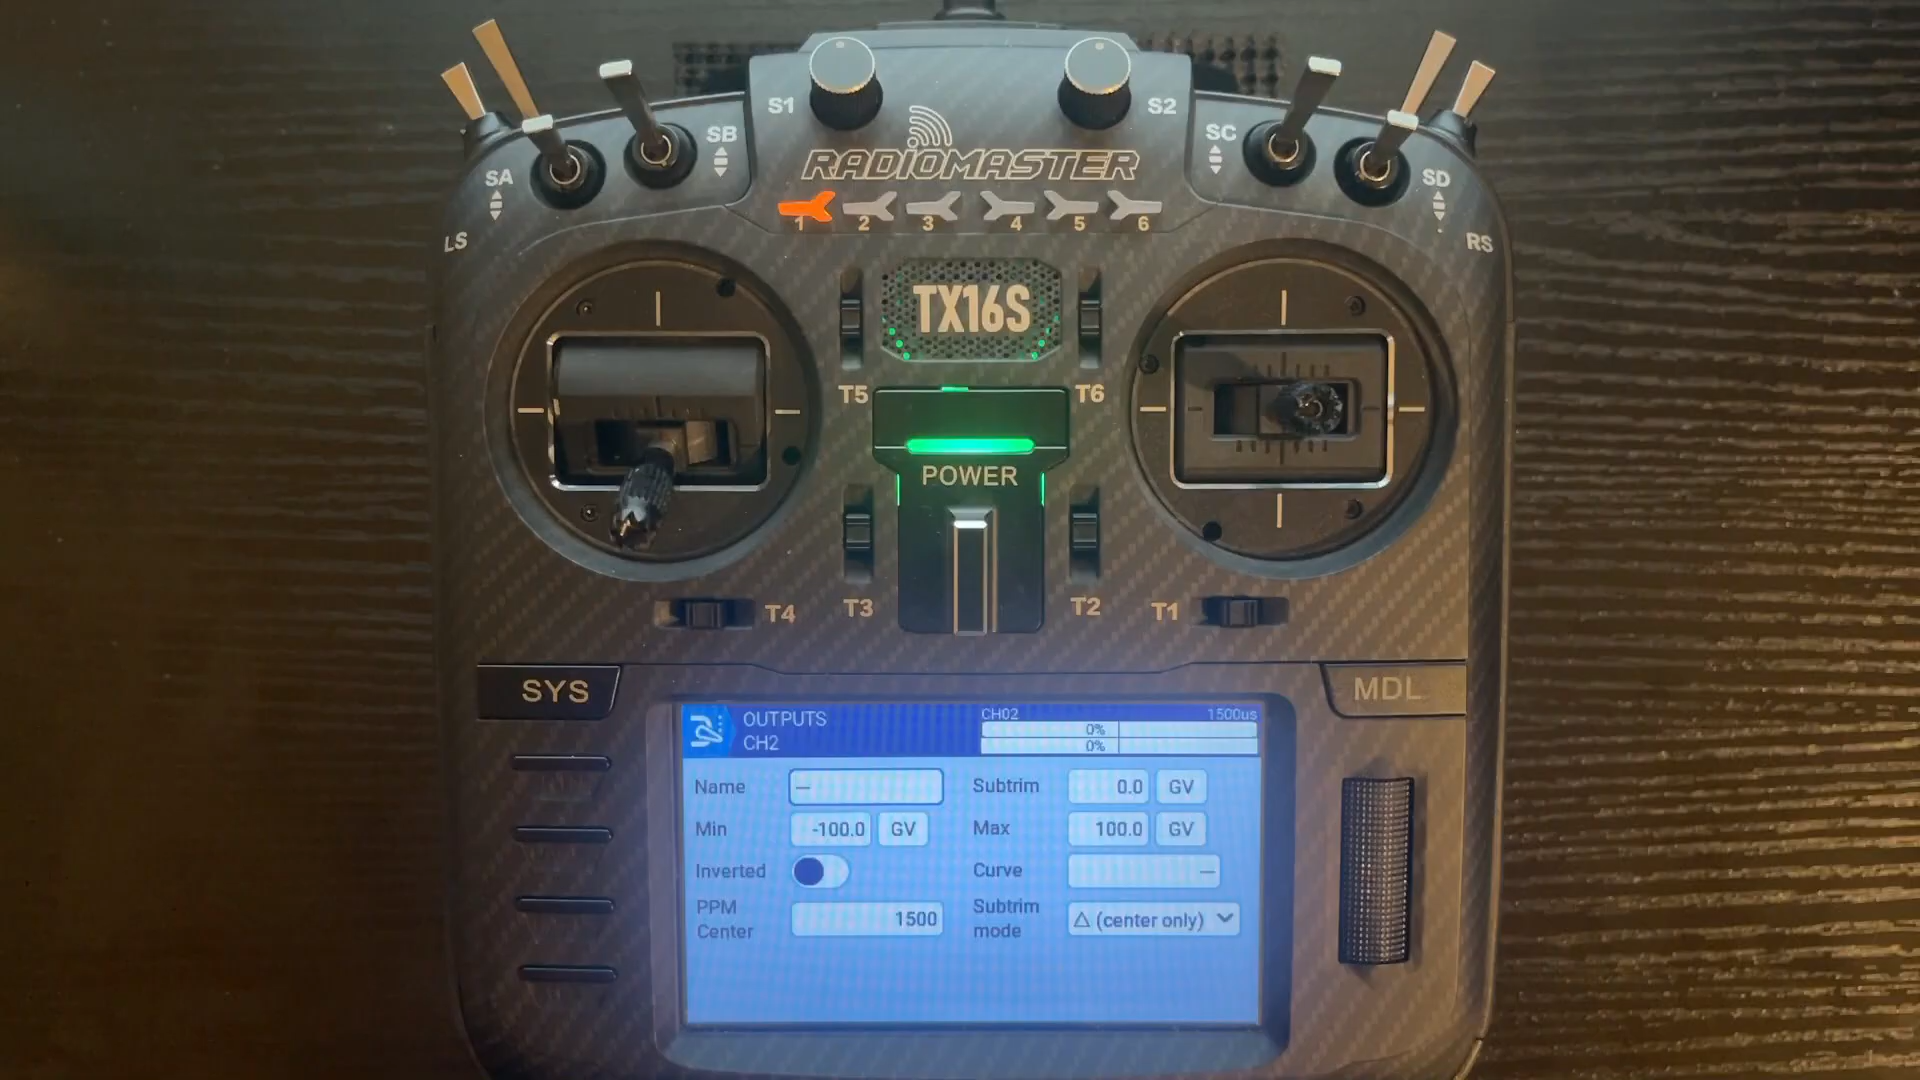 S1
S2
SB
SC
RADIOMASTER
SA
SD
1 2 3 4 5 6
LS
RS
TX16S
T5
T6
POWER
T3
T2
T4
T1
SYS
MDL
OUTPUTS
CH2
CH02
1500us
0%
0%
Name
—
Subtrim
0.0
GV
Min
-100.0
GV
Max
100.0
GV
Inverted
Curve
—
PPM
Center
1500
Subtrim
mode
△ (center only)